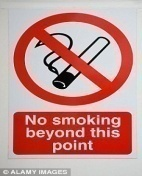 No smoking
beyond this
point
© ALAMY IMAGES